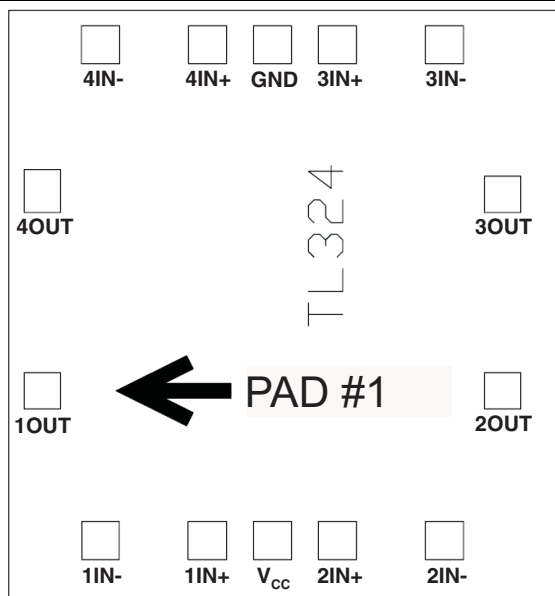 4IN- 4IN+ GND 3IN+ 3IN-
4OUT 3OUT
TL324
1OUT PAD #1 2OUT
1IN- 1IN+ VCC 2IN+ 2IN-